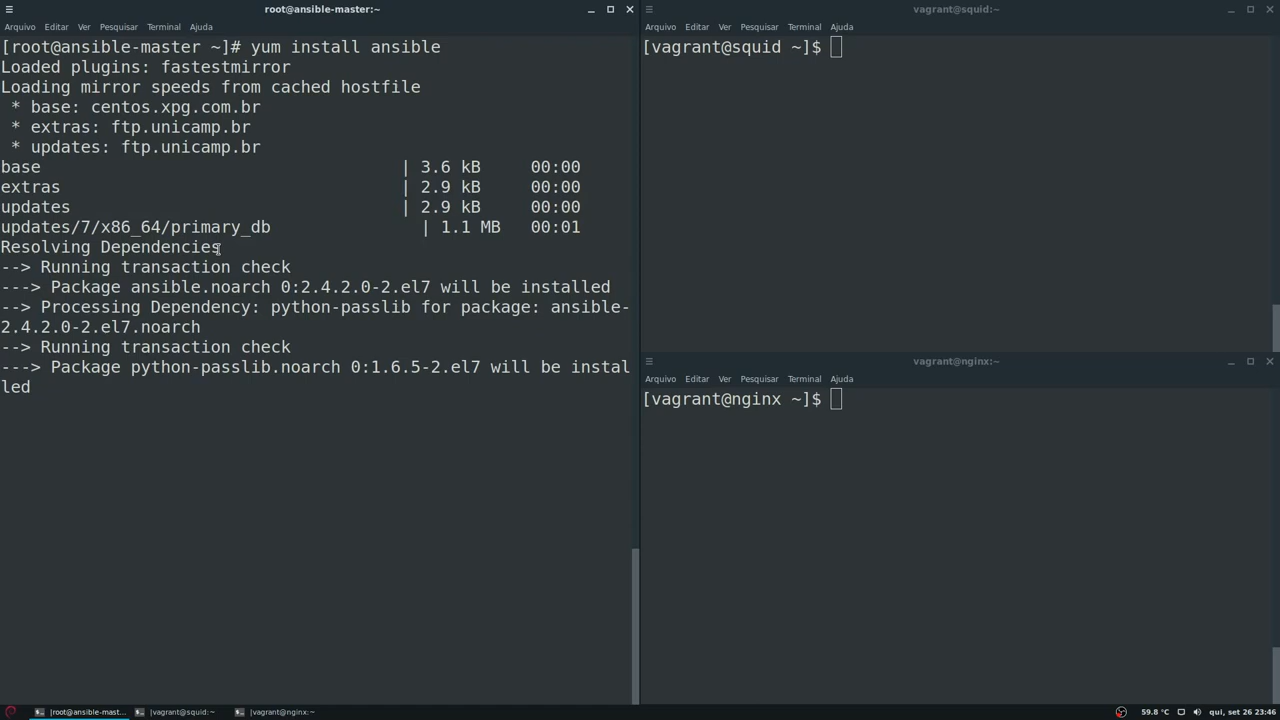 root@ansible-master:~
Arquivo Editar Ver Pesquisar Terminal Ajuda
[root@ansible-master ~]# yum install ansible
Loaded plugins: fastestmirror
Loading mirror speeds from cached hostfile
* base: centos.xpg.com.br
* extras: ftp.unicamp.br
* updates: ftp.unicamp.br
base | 3.6 kB 00:00
extras | 2.9 kB 00:00
updates | 2.9 kB 00:00
updates/7/x86_64/primary_db | 1.1 MB 00:01
Resolving Dependencies
--> Running transaction check
---> Package ansible.noarch 0:2.4.2.0-2.el7 will be installed
--> Processing Dependency: python-passlib for package: ansible-
2.4.2.0-2.el7.noarch
--> Running transaction check
---> Package python-passlib.noarch 0:1.6.5-2.el7 will be instal
led
vagrant@squid:~
Arquivo Editar Ver Pesquisar Terminal Ajuda
[vagrant@squid ~]$
vagrant@nginx:~
Arquivo Editar Ver Pesquisar Terminal Ajuda
[vagrant@nginx ~]$
[root@ansible-mast... [vagrant@squid:~ [vagrant@nginx:~ 59.8 °C qui, set 26 23:46